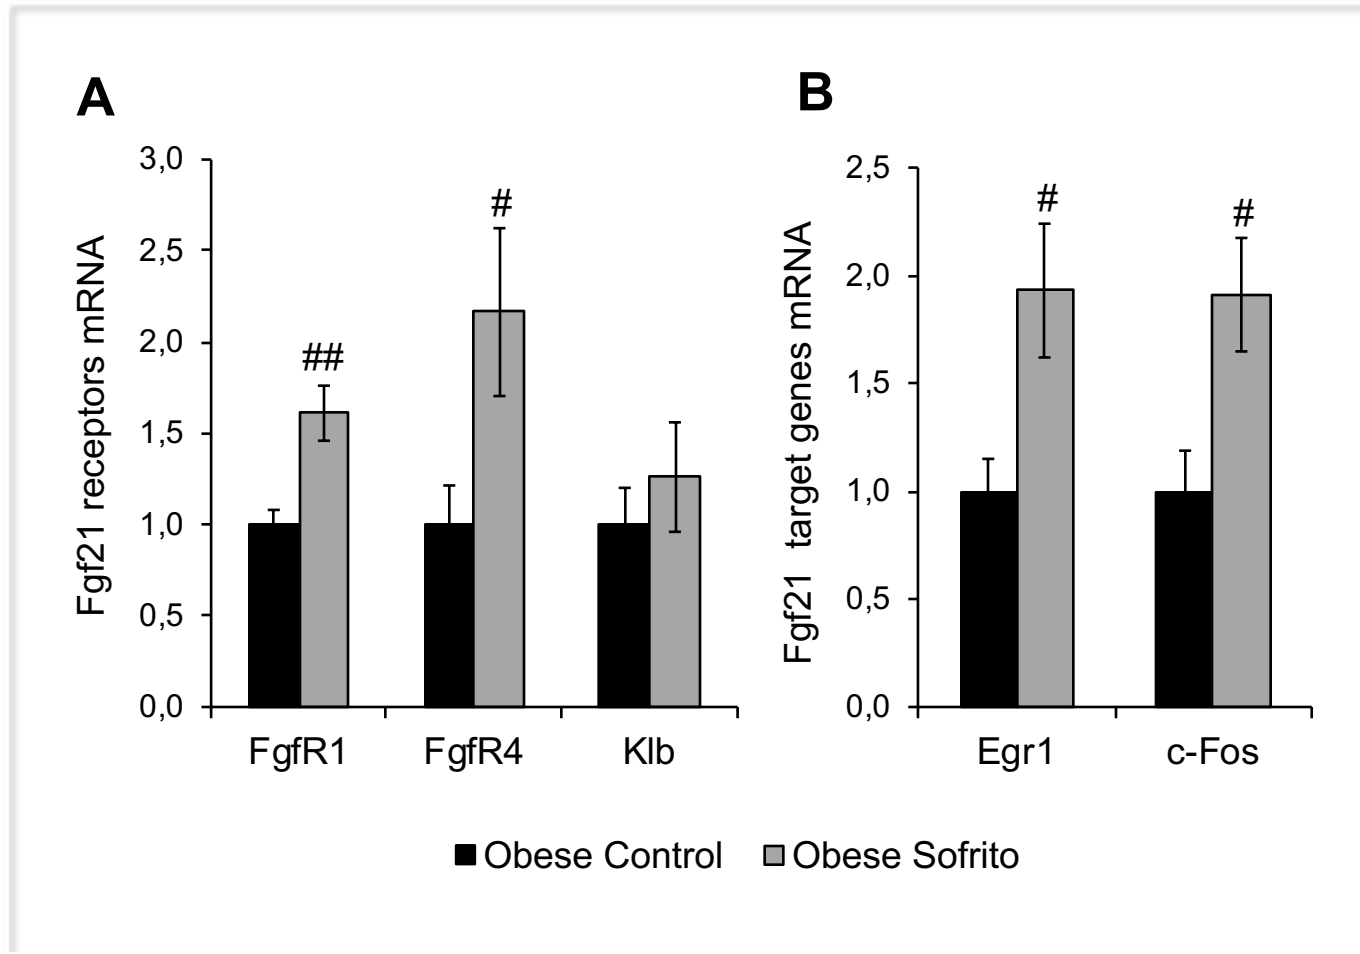 A
3,0
2,5
2,0
1,5
1,0
0,5
0,0
Fgf21 receptors mRNA
##
#
FgfR1 FgfR4 Klb
B
2,5
2,0
1,5
1,0
0,5
0,0
Fgf21 target genes mRNA
#
#
Egr1 c-Fos
Obese Control Obese Sofrito